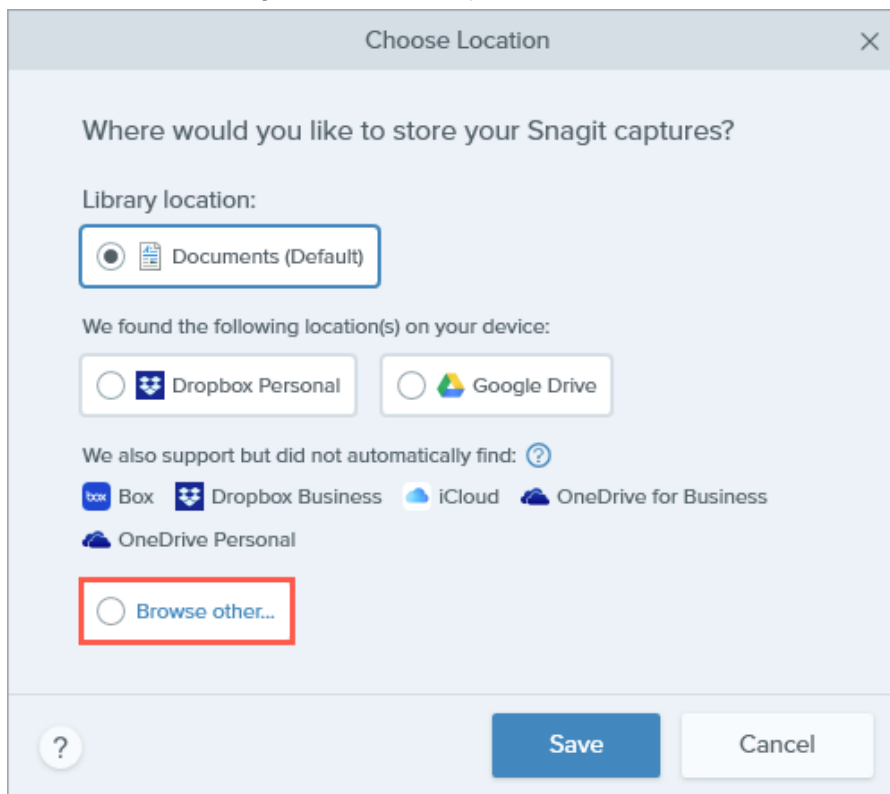 Choose Location
Where would you like to store your Snagit captures?
Library location:
Documents (Default)
We found the following location(s) on your device:
Dropbox Personal Google Drive
We also support but did not automatically find: ?
box Box Dropbox Business iCloud OneDrive for Business
OneDrive Personal
Browse other...
? Save Cancel